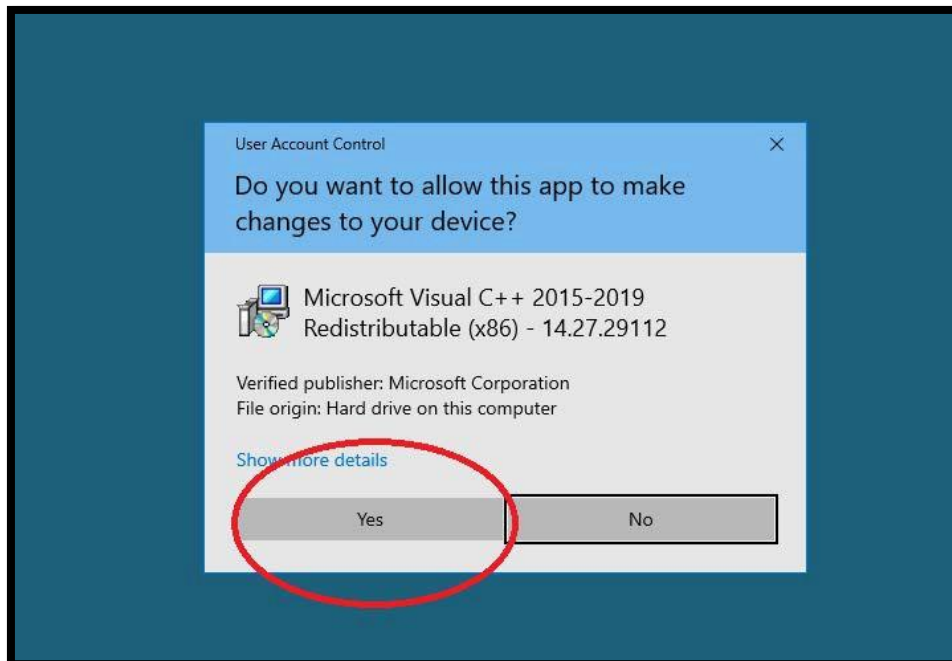 User Account Control
Do you want to allow this app to make
changes to your device?
Microsoft Visual C++ 2015-2019
Redistributable (x86) - 14.27.29112
Verified publisher: Microsoft Corporation
File origin: Hard drive on this computer
Show more details
Yes
No